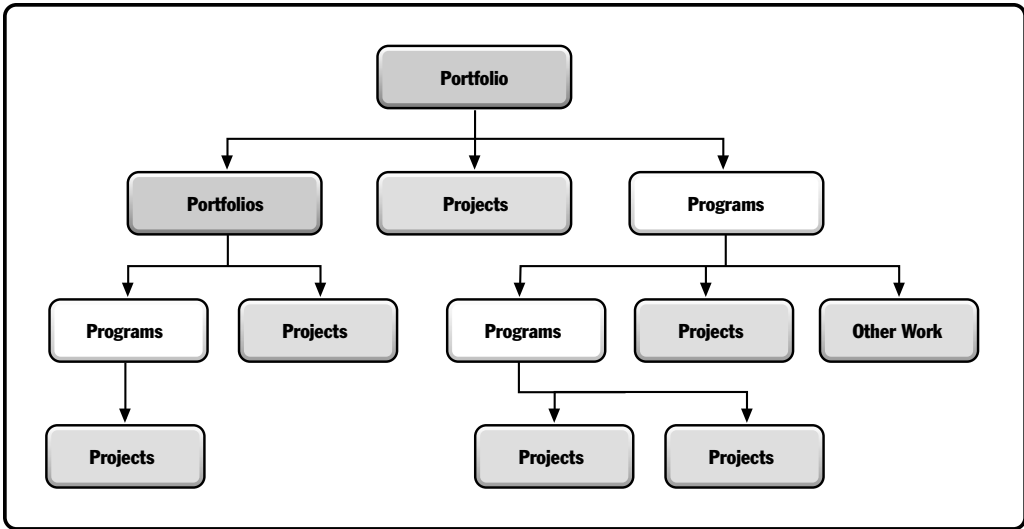 Portfolio
Portfolios
Projects
Programs
Programs
Projects
Programs
Projects
Other Work
Projects
Projects
Projects